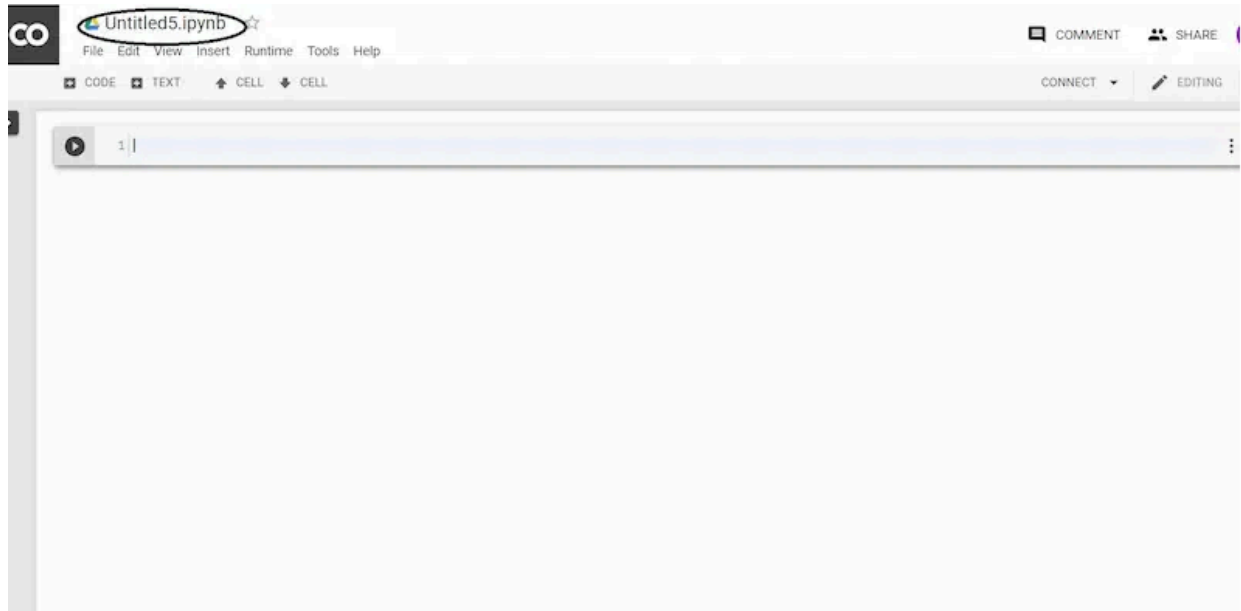 CO Untitled5.ipynb COMMENT SHARE
File Edit View Insert Runtime Tools Help
CODE TEXT CELL CELL CONNECT EDITING
1